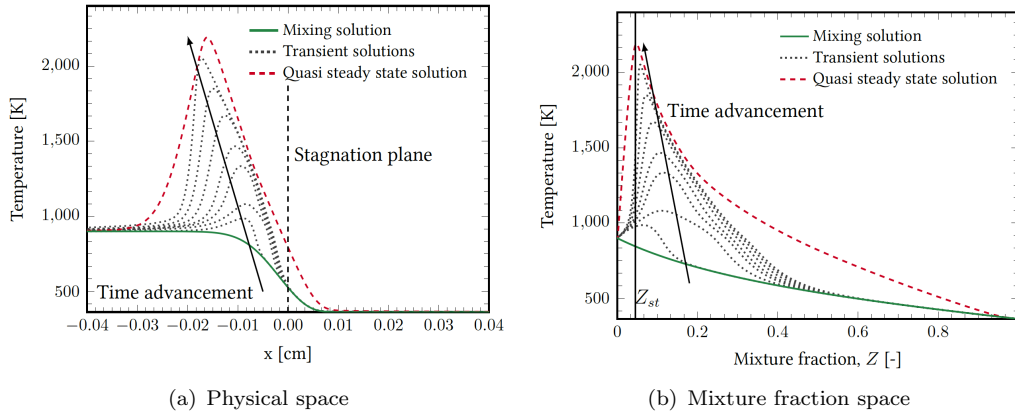 Mixing solution
Transient solutions
Quasi steady state solution
2,000
1,500
1,000
500
Temperature [K]
Stagnation plane
Time advancement
−0.04 −0.03 −0.02 −0.01 0.00 0.01 0.02 0.03 0.04
x [cm]
(a) Physical space
Mixing solution
Transient solutions
Quasi steady state solution
2,000
1,500
1,000
500
Temperature [K]
Time advancement
Z_st
0 0.2 0.4 0.6 0.8
Mixture fraction, Z [-]
(b) Mixture fraction space